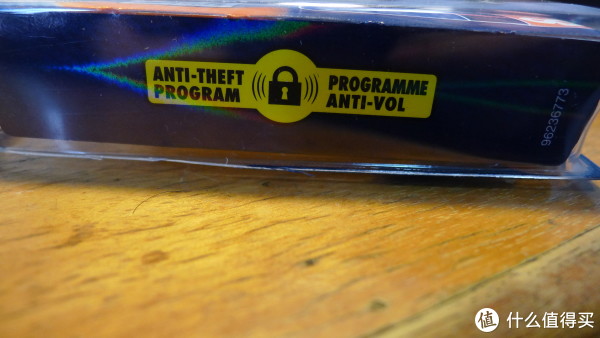 ANTI-THEFT
PROGRAM
PROGRAMME
ANTI-VOL
96236773
值 什么值得买